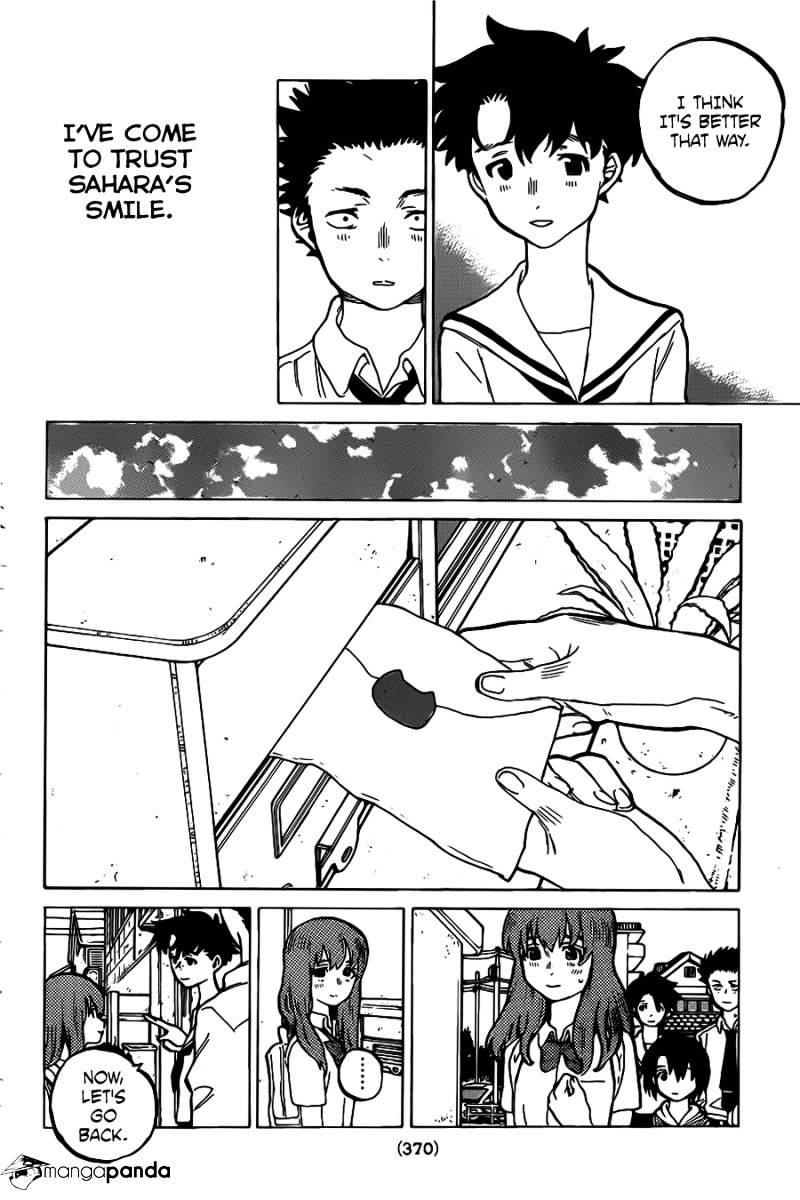 I THINK
IT'S BETTER
THAT WAY.
I'VE COME
TO TRUST
SAHARA'S
SMILE.
NOW,
LET'S
GO
BACK.
.......
(370)
mangapanda